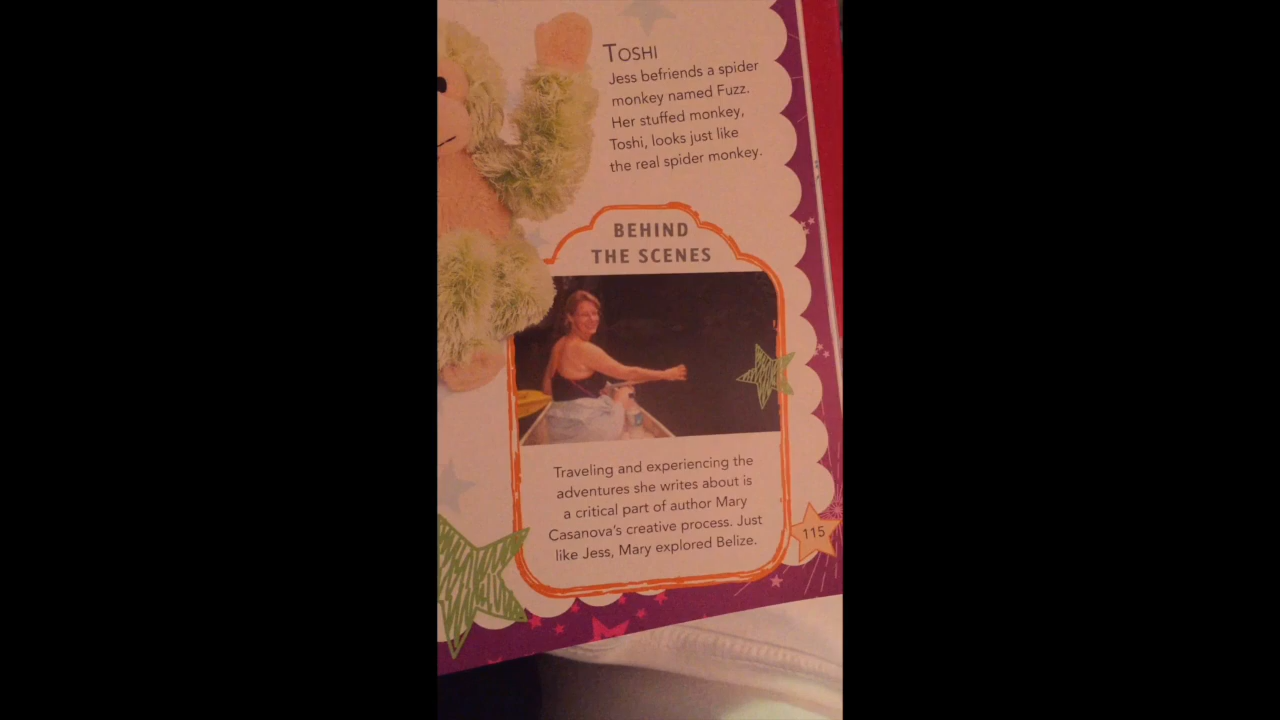 TOSHI
Jess befriends a spider
monkey named Fuzz.
Her stuffed monkey,
Toshi, looks just like
the real spider monkey.
BEHIND
THE SCENES
Traveling and experiencing the
adventures she writes about is
a critical part of author Mary
Casanova's creative process. Just
like Jess, Mary explored Belize.
115